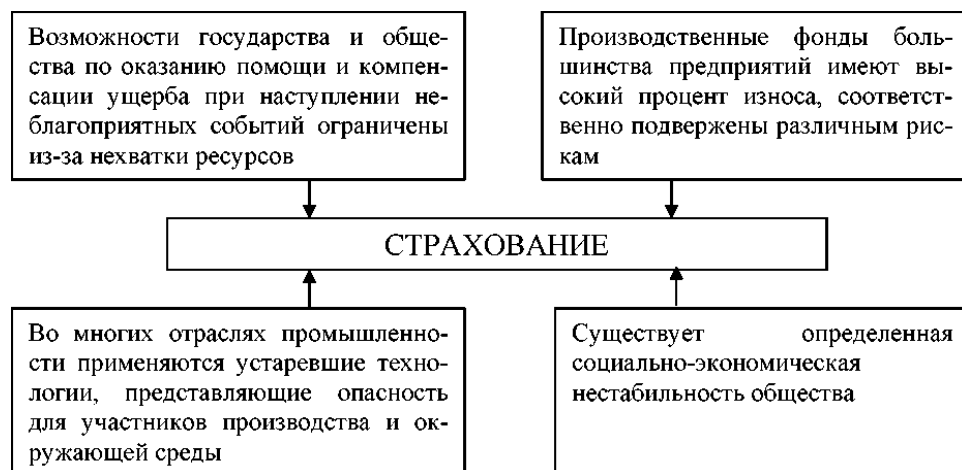 Возможности государства и обще-
ства по оказанию помощи и компен-
сации ущерба при наступлении не-
благоприятных событий ограничены
из-за нехватки ресурсов
Производственные фонды боль-
шинства предприятий имеют вы-
сокий процент износа, соответст-
венно подвержены различным рис-
кам
СТРАХОВАНИЕ
Во многих отраслях промышленно-
сти применяются устаревшие техно-
логии, представляющие опасность
для участников производства и ок-
ружающей среды
Существует определенная
социально-экономическая
нестабильность общества